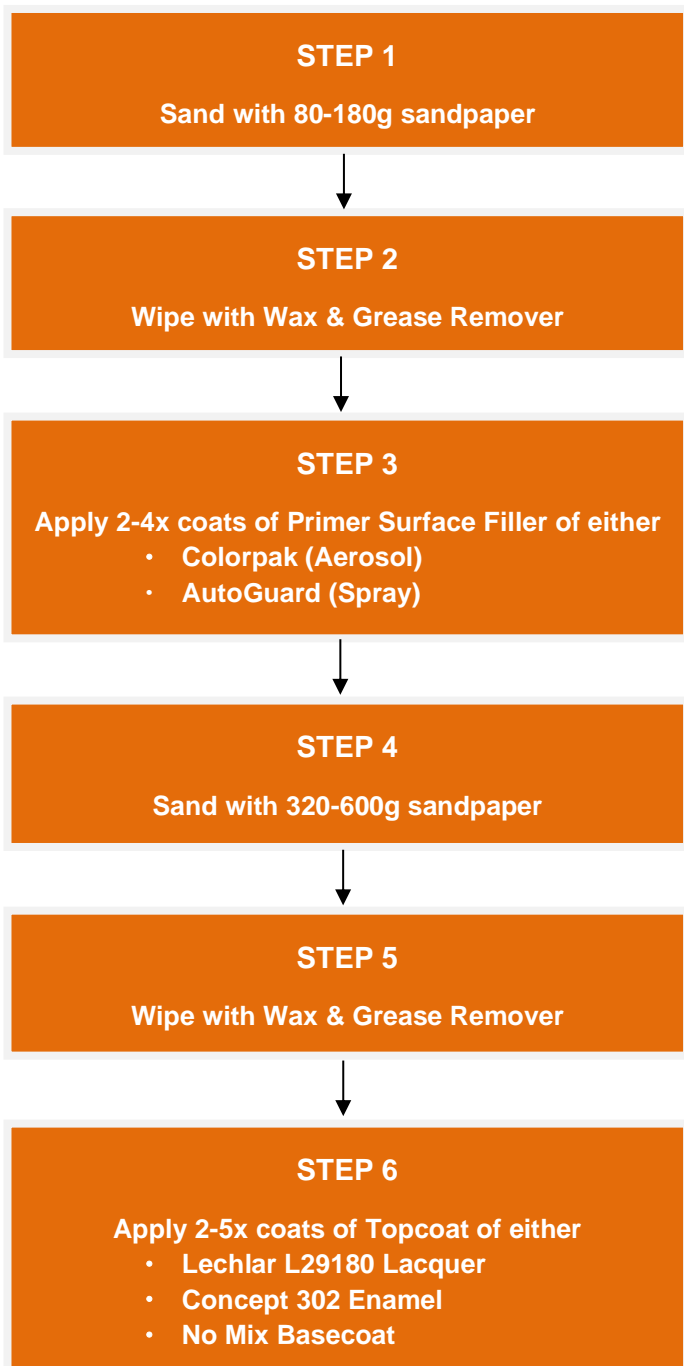 STEP 1
Sand with 80-180g sandpaper
STEP 2
Wipe with Wax & Grease Remover
STEP 3
Apply 2-4x coats of Primer Surface Filler of either
· Colorpak (Aerosol)
· AutoGuard (Spray)
STEP 4
Sand with 320-600g sandpaper
STEP 5
Wipe with Wax & Grease Remover
STEP 6
Apply 2-5x coats of Topcoat of either
· Lechlar L29180 Lacquer
· Concept 302 Enamel
· No Mix Basecoat